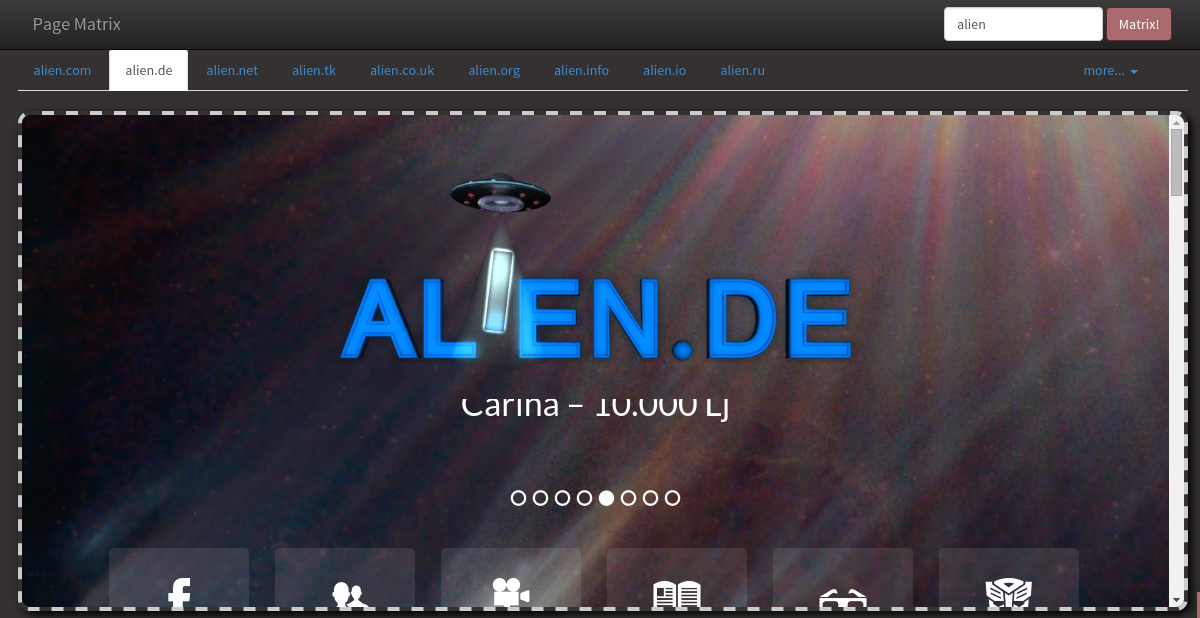 Page Matrix
alien
Matrix!
alien.com alien.de alien.net alien.tk alien.co.uk alien.org alien.info alien.io alien.ru more...
ALIEN.DE
Carina – 10.000 Lj